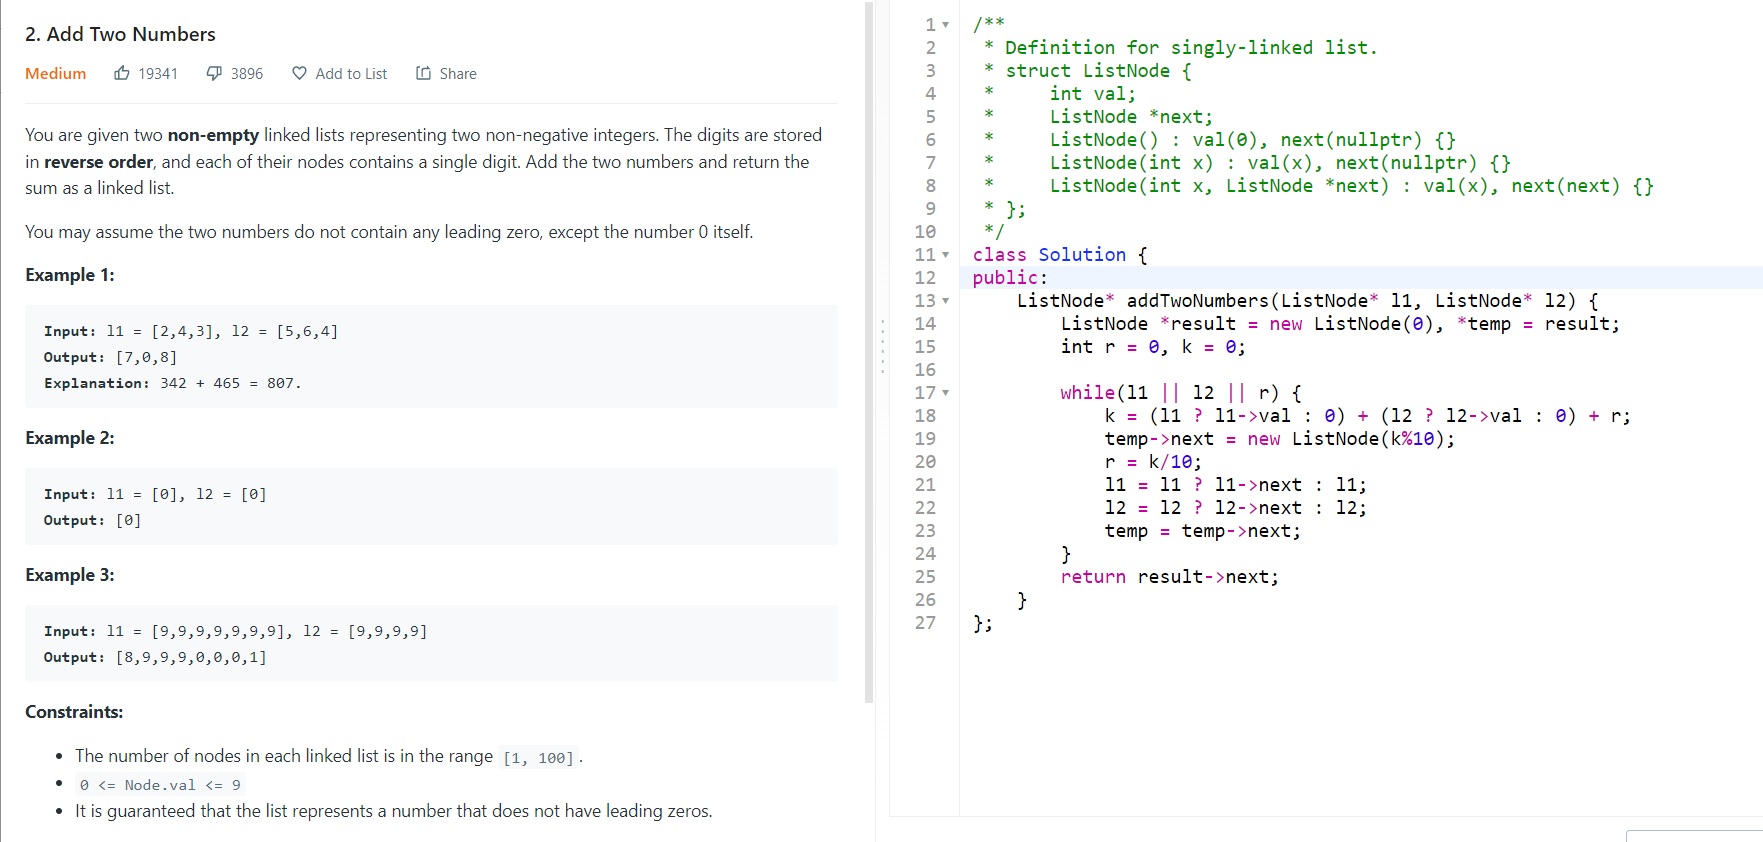 2. Add Two Numbers
Medium 19341 3896 Add to List Share
You are given two non-empty linked lists representing two non-negative integers. The digits are stored
in reverse order, and each of their nodes contains a single digit. Add the two numbers and return the
sum as a linked list.
You may assume the two numbers do not contain any leading zero, except the number 0 itself.
Example 1:
Input: l1 = [2,4,3], l2 = [5,6,4]
Output: [7,0,8]
Explanation: 342 + 465 = 807.
Example 2:
Input: l1 = [0], l2 = [0]
Output: [0]
Example 3:
Input: l1 = [9,9,9,9,9,9,9], l2 = [9,9,9,9]
Output: [8,9,9,9,0,0,0,1]
Constraints:
• The number of nodes in each linked list is in the range [1, 100].
• 0 <= Node.val <= 9
• It is guaranteed that the list represents a number that does not have leading zeros.
1 /**
2  * Definition for singly-linked list.
3  * struct ListNode {
4  *     int val;
5  *     ListNode *next;
6  *     ListNode() : val(0), next(nullptr) {}
7  *     ListNode(int x) : val(x), next(nullptr) {}
8  *     ListNode(int x, ListNode *next) : val(x), next(next) {}
9  * };
10  */
11 class Solution {
12 public:
13     ListNode* addTwoNumbers(ListNode* l1, ListNode* l2) {
14         ListNode *result = new ListNode(0), *temp = result;
15         int r = 0, k = 0;
16
17         while(l1 || l2 || r) {
18             k = (l1 ? l1->val : 0) + (l2 ? l2->val : 0) + r;
19             temp->next = new ListNode(k%10);
20             r = k/10;
21             l1 = l1 ? l1->next : l1;
22             l2 = l2 ? l2->next : l2;
23             temp = temp->next;
24         }
25         return result->next;
26     }
27 };